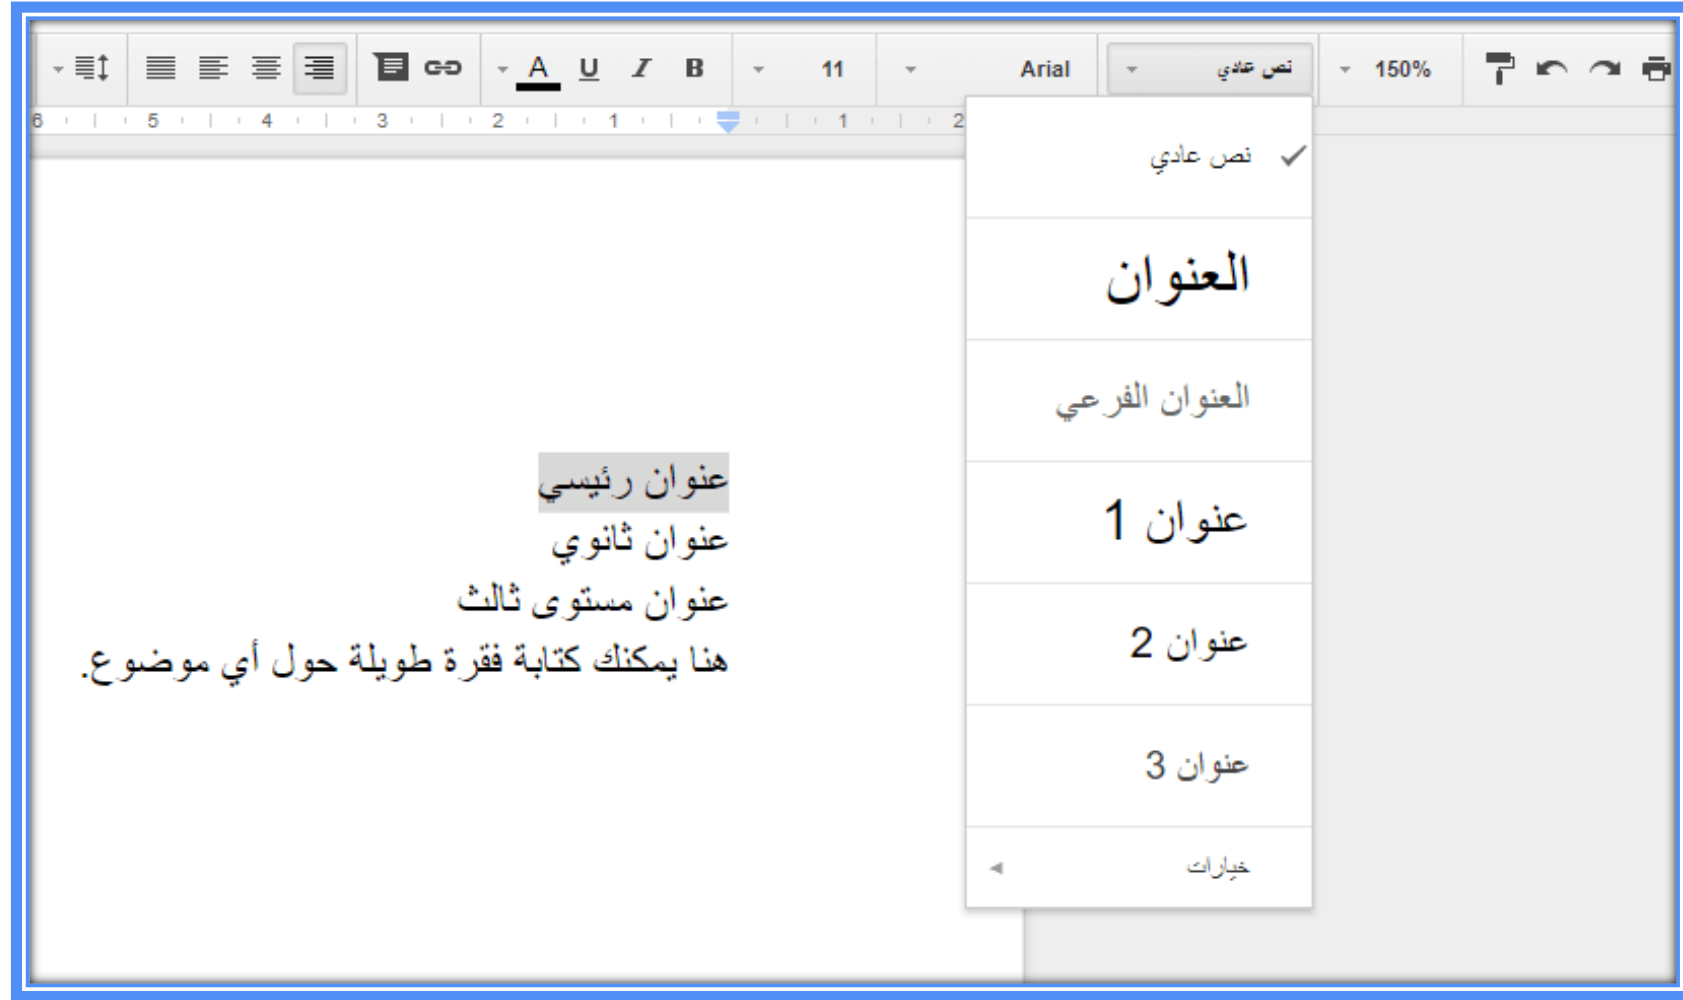 150% نص عادي Arial 11 B I U A
2 1 1 2 3 4 5 6
نص عادي
العنوان
العنوان الفرعي
عنوان 1
عنوان 2
عنوان 3
خيارات
عنوان رئيسي
عنوان ثانوي
عنوان مستوى ثالث
هنا يمكنك كتابة فقرة طويلة حول أي موضوع.